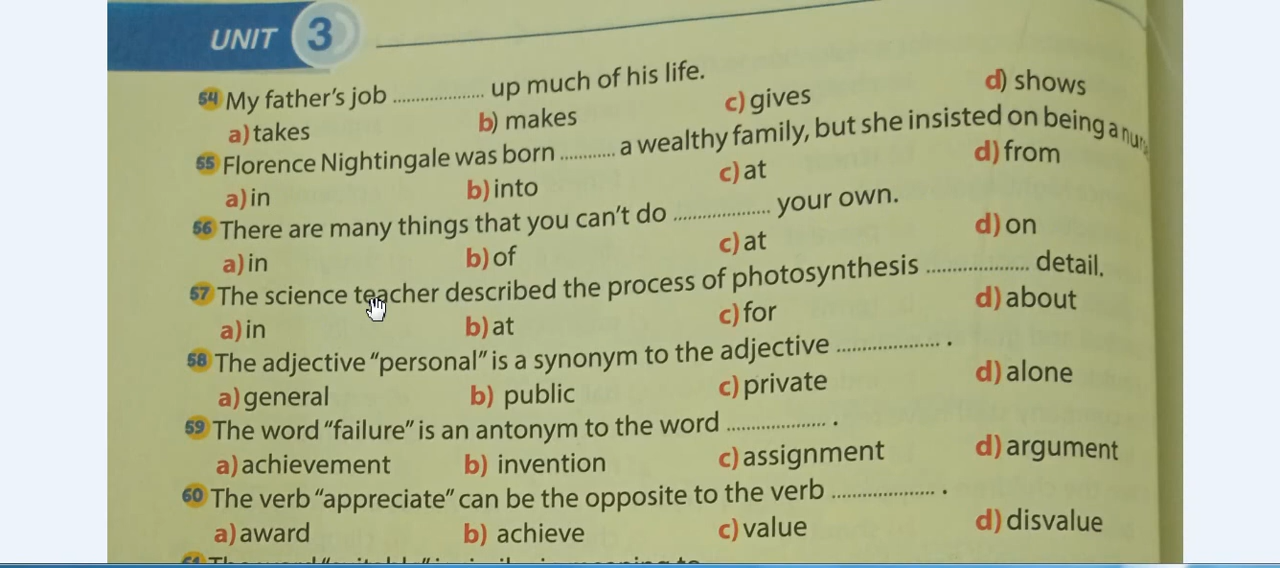 UNIT 3
54 My father's job .................... up much of his life.
a) takes b) makes c) gives d) shows
55 Florence Nightingale was born ............ a wealthy family, but she insisted on being a
a) in b) into c) at d) from
56 There are many things that you can't do .................... your own.
a) in b) of c) at d) on
57 The science teacher described the process of photosynthesis .................... detail.
a) in b) at c) for d) about
58 The adjective "personal" is a synonym to the adjective .................... .
a) general b) public c) private d) alone
59 The word "failure" is an antonym to the word .................... .
a) achievement b) invention c) assignment d) argument
60 The verb "appreciate" can be the opposite to the verb .................... .
a) award b) achieve c) value d) disvalue